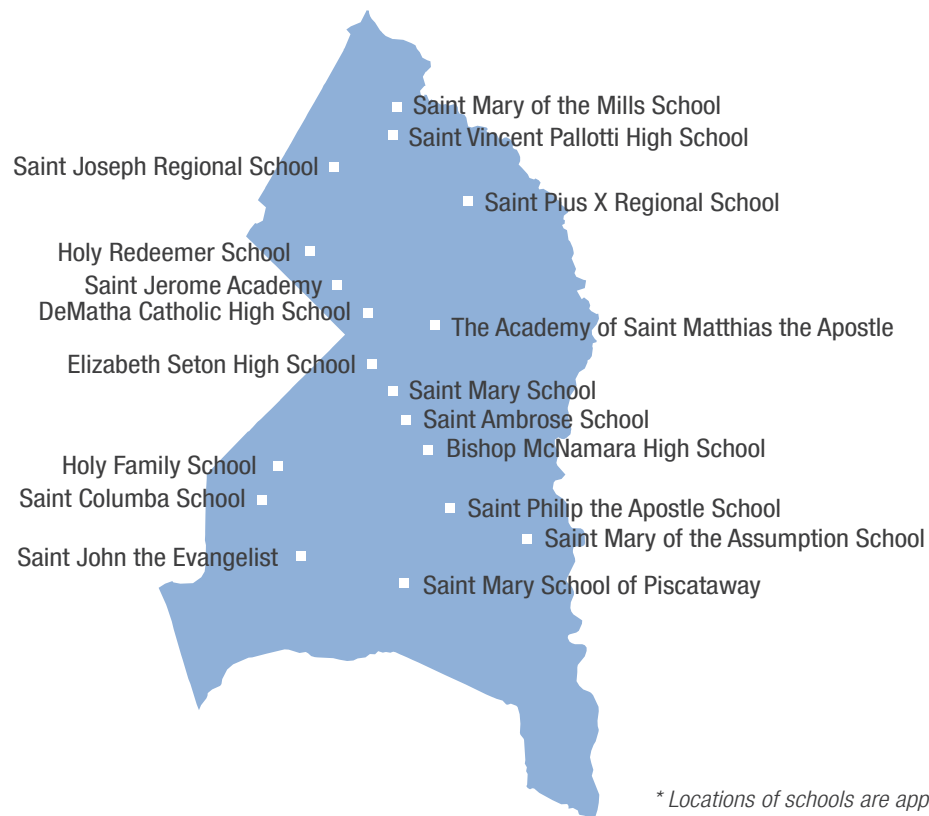 Saint Mary of the Mills School
Saint Vincent Pallotti High School
Saint Joseph Regional School
Saint Pius X Regional School
Holy Redeemer School
Saint Jerome Academy
DeMatha Catholic High School
The Academy of Saint Matthias the Apostle
Elizabeth Seton High School
Saint Mary School
Saint Ambrose School
Bishop McNamara High School
Holy Family School
Saint Columba School
Saint Philip the Apostle School
Saint Mary of the Assumption School
Saint John the Evangelist
Saint Mary School of Piscataway
* Locations of schools are app